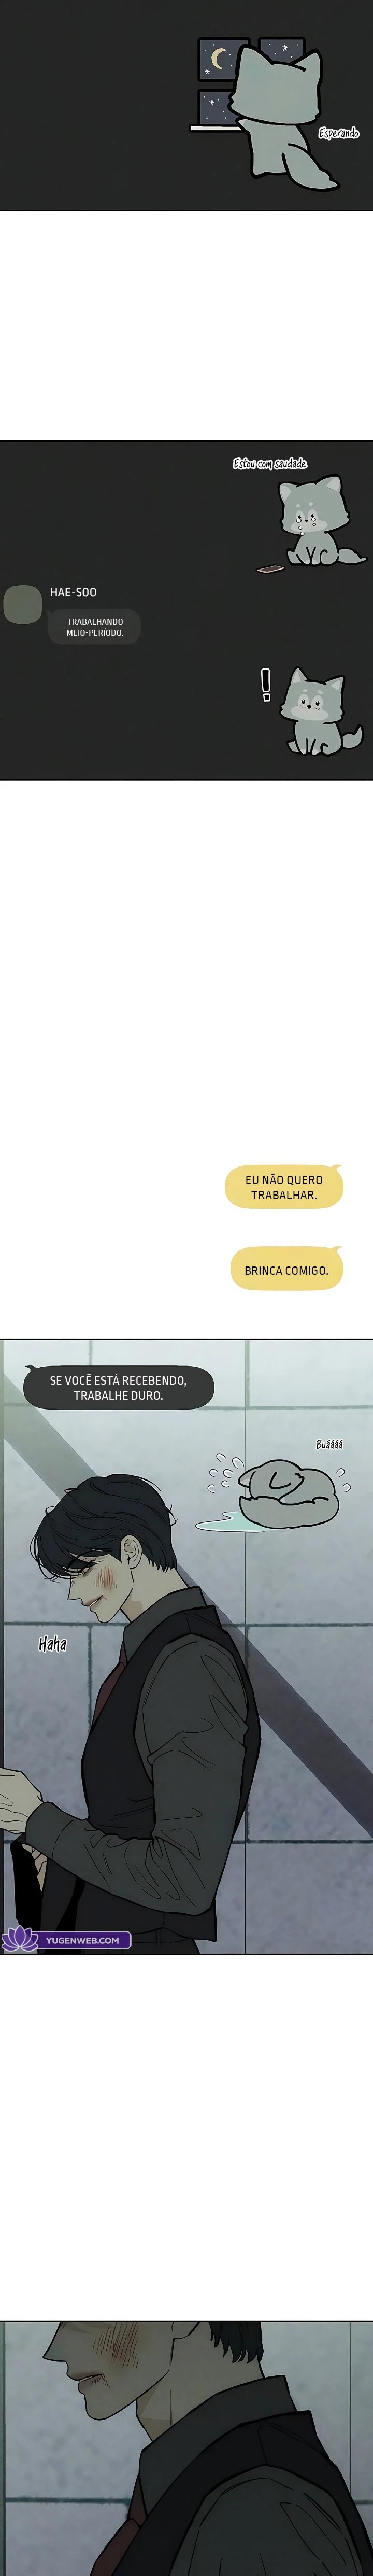 Esperando
Estou com saudade
HAE-SOO
TRABALHANDO
MEIO-PERÍODO.
EU NÃO QUERO
TRABALHAR.
BRINCA COMIGO.
SE VOCÊ ESTÁ RECEBENDO,
TRABALHE DURO.
Buáááá
Haha
YUGENWEB.COM